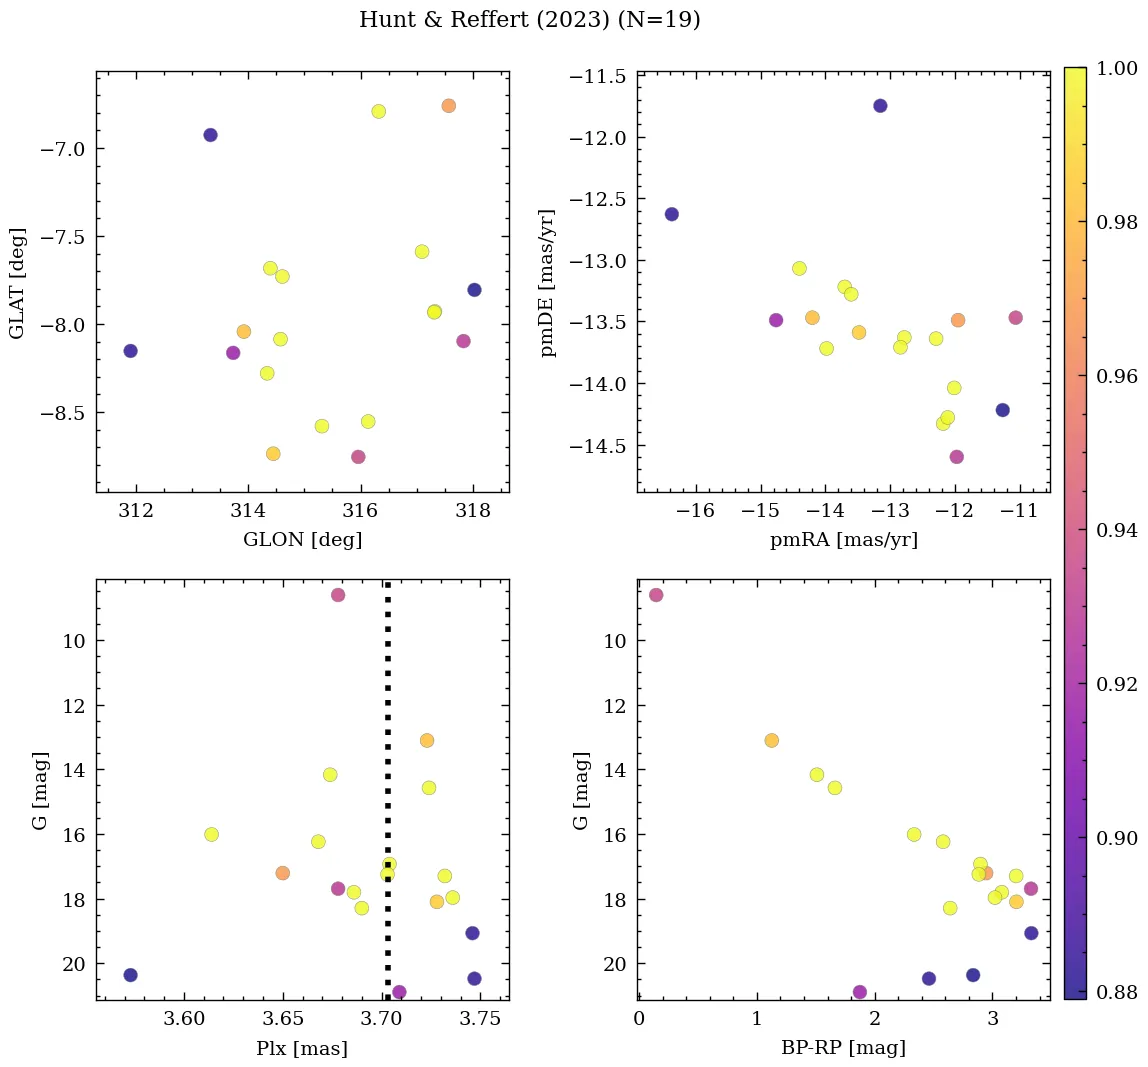 Hunt & Reffert (2023) (N=19)
−7.0
−7.5
−8.0
−8.5
GLAT [deg]
312 314 316 318
GLON [deg]
−11.5
−12.0
−12.5
−13.0
−13.5
−14.0
−14.5
pmDE [mas/yr]
−16 −15 −14 −13 −12 −11
pmRA [mas/yr]
10
12
14
16
18
20
G [mag]
3.60 3.65 3.70 3.75
Plx [mas]
10
12
14
16
18
20
G [mag]
0 1 2 3
BP-RP [mag]
1.00
0.98
0.96
0.94
0.92
0.90
0.88